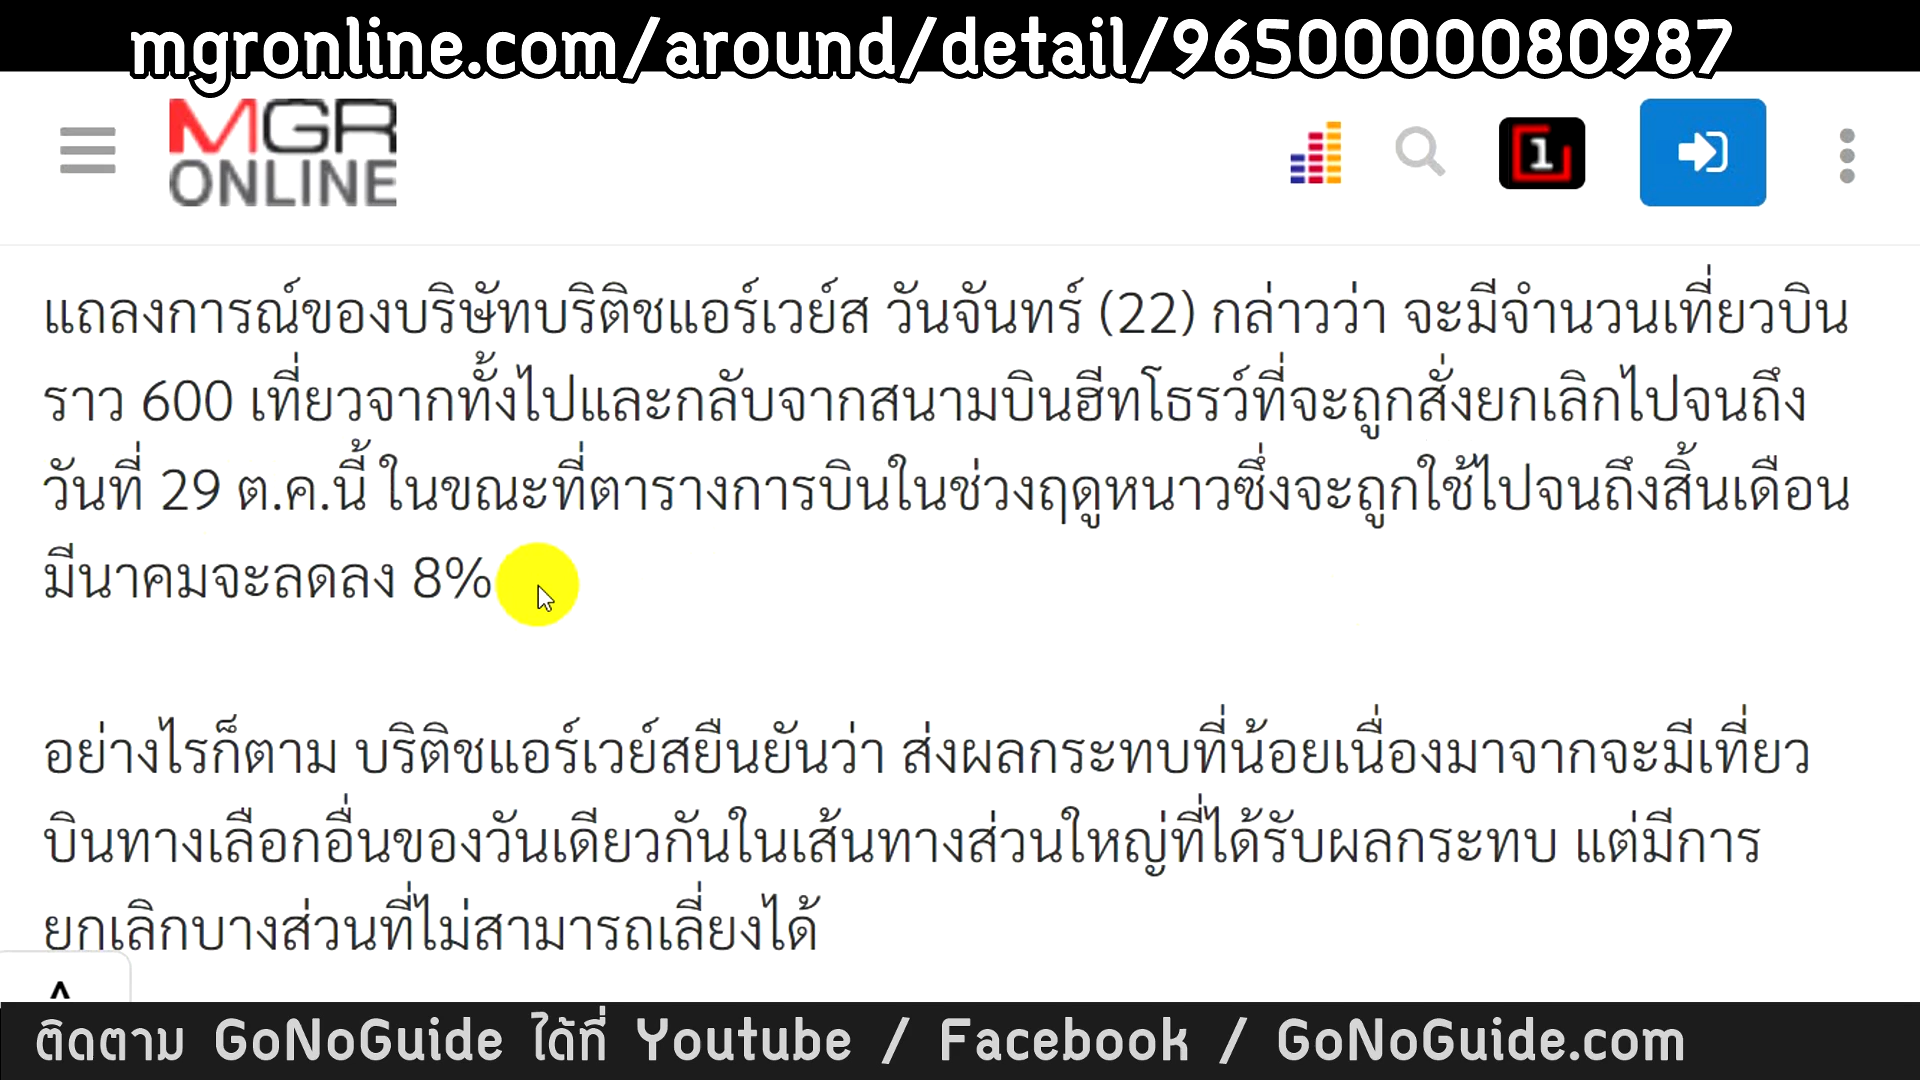 mgronline.com/around/detail/9650000080987
MGR
ONLINE
1
แถลงการณ์ของบริษัทบริติชแอร์เวย์ส วันจันทร์ (22) กล่าวว่า จะมีจำนวนเที่ยวบิน
ราว 600 เที่ยวจากทั้งไปและกลับจากสนามบินฮีทโธรว์ที่จะถูกสั่งยกเลิกไปจนถึง
วันที่ 29 ต.ค.นี้ ในขณะที่ตารางการบินในช่วงฤดูหนาวซึ่งจะถูกใช้ไปจนถึงสิ้นเดือน
มีนาคมจะลดลง 8%
อย่างไรก็ตาม บริติชแอร์เวย์สยืนยันว่า ส่งผลกระทบที่น้อยเนื่องมาจากจะมีเที่ยว
บินทางเลือกอื่นของวันเดียวกันในเส้นทางส่วนใหญ่ที่ได้รับผลกระทบ แต่มีการ
ยกเลิกบางส่วนที่ไม่สามารถเลี่ยงได้
ติดตาม GoNoGuide ได้ที่ Youtube / Facebook / GoNoGuide.com